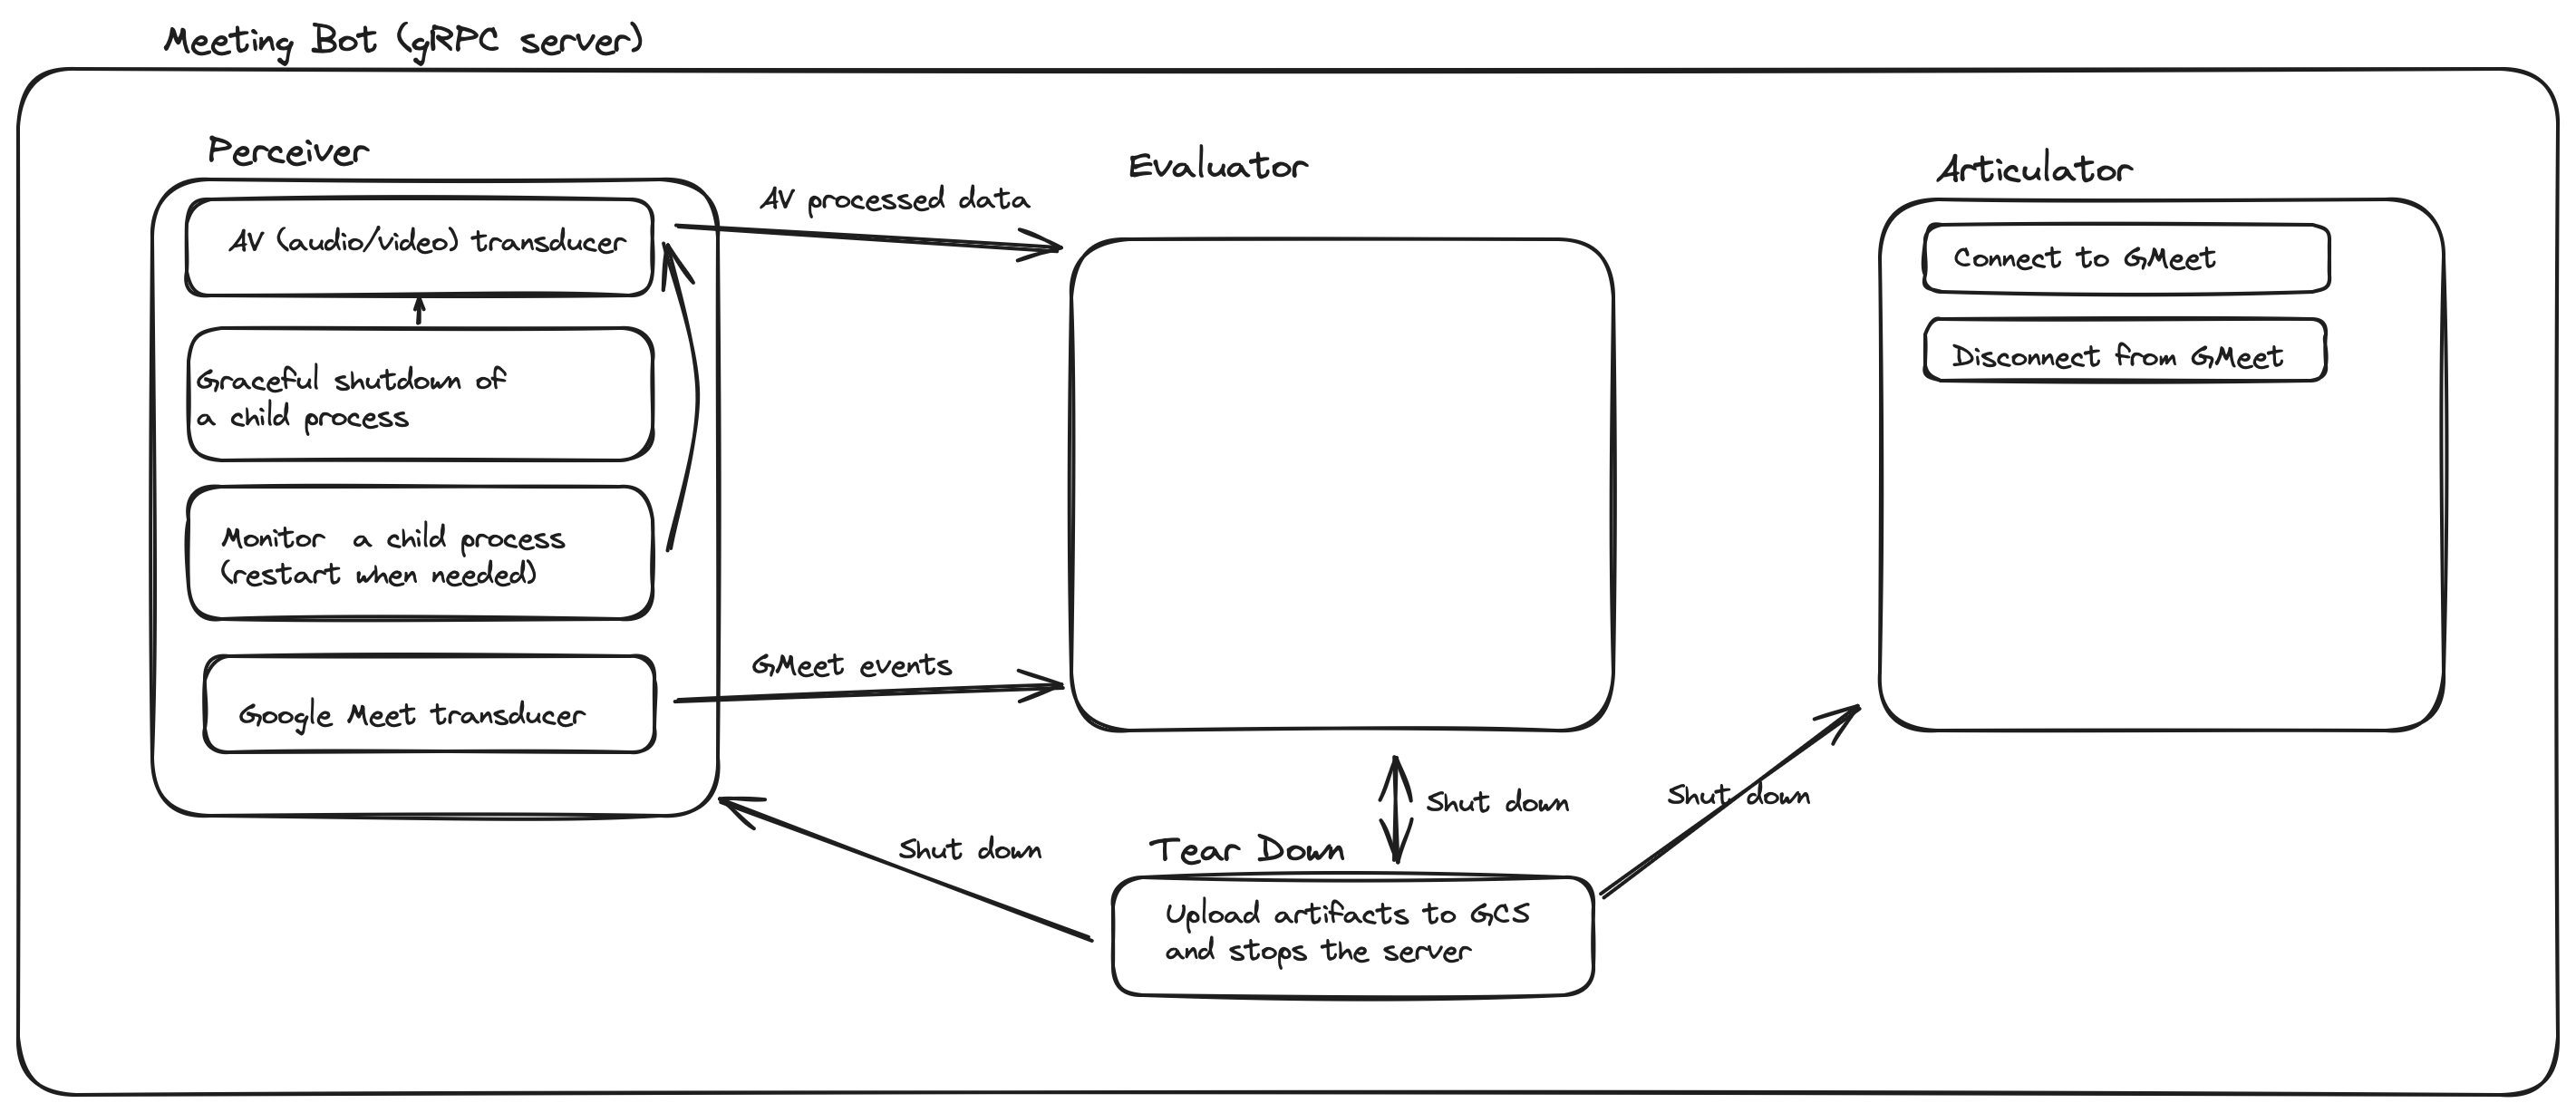 Meeting Bot (gRPC server)
Perceiver
AV (audio/video) transducer
Graceful shutdown of
a child process
Monitor a child process
(restart when needed)
Google Meet transducer
AV processed data
GMeet events
Evaluator
Articulator
Connect to GMeet
Disconnect from GMeet
Shut down
Shut down
Shut down
Tear Down
Upload artifacts to GCS
and stops the server